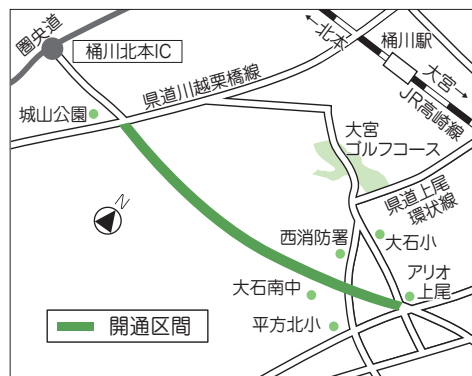 圏央道
桶川北本IC
←北本
桶川駅
大宮→
JR高崎線
県道川越栗橋線
城山公園
大宮
ゴルフコース
県道上尾
環状線
N
西消防署
大石小
大石南中
アリオ
上尾
平方北小
開通区間